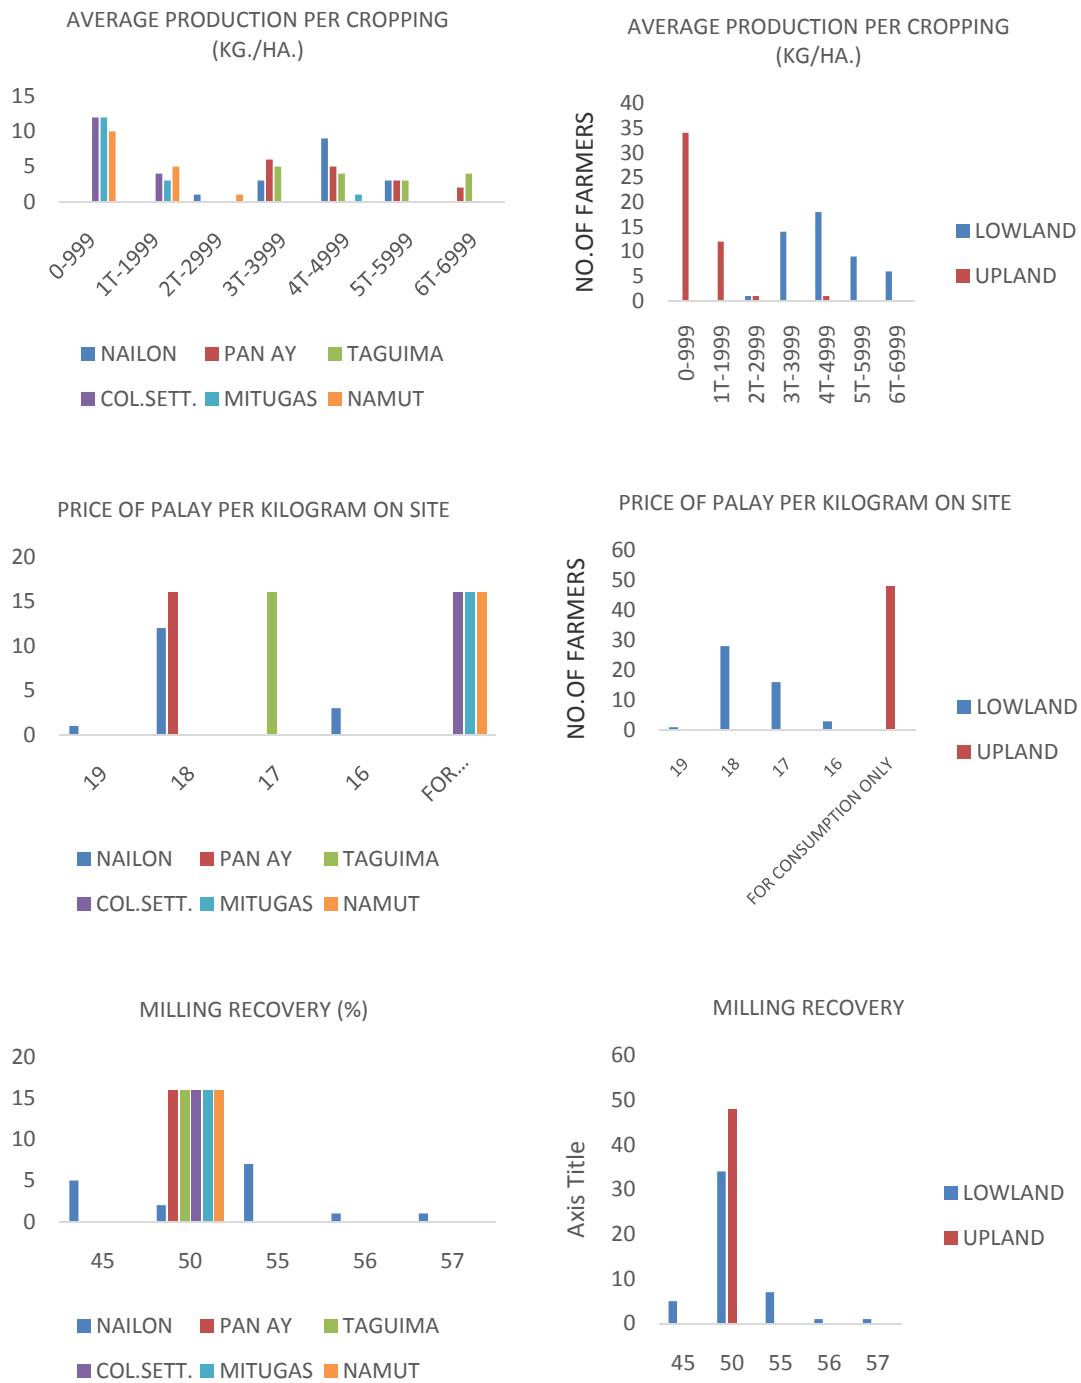 AVERAGE PRODUCTION PER CROPPING
(KG./HA.)
15
10
5
0
0-999
1T-1999
2T-2999
3T-3999
4T-4999
5T-5999
6T-6999
NAILON PAN AY TAGUIMA
COL.SETT. MITUGAS NAMUT
AVERAGE PRODUCTION PER CROPPING
(KG/HA.)
NO.OF FARMERS
40
35
30
25
20
15
10
5
0
0-999
1T-1999
2T-2999
3T-3999
4T-4999
5T-5999
6T-6999
LOWLAND
UPLAND
PRICE OF PALAY PER KILOGRAM ON SITE
20
15
10
5
0
19
18
17
16
FOR...
NAILON PAN AY TAGUIMA
COL.SETT. MITUGAS NAMUT
PRICE OF PALAY PER KILOGRAM ON SITE
NO.OF FARMERS
60
50
40
30
20
10
0
19
18
17
16
FOR CONSUMPTION ONLY
LOWLAND
UPLAND
MILLING RECOVERY (%)
20
15
10
5
0
45 50 55 56 57
NAILON PAN AY TAGUIMA
COL.SETT. MITUGAS NAMUT
MILLING RECOVERY
Axis Title
60
50
40
30
20
10
0
45 50 55 56 57
LOWLAND
UPLAND